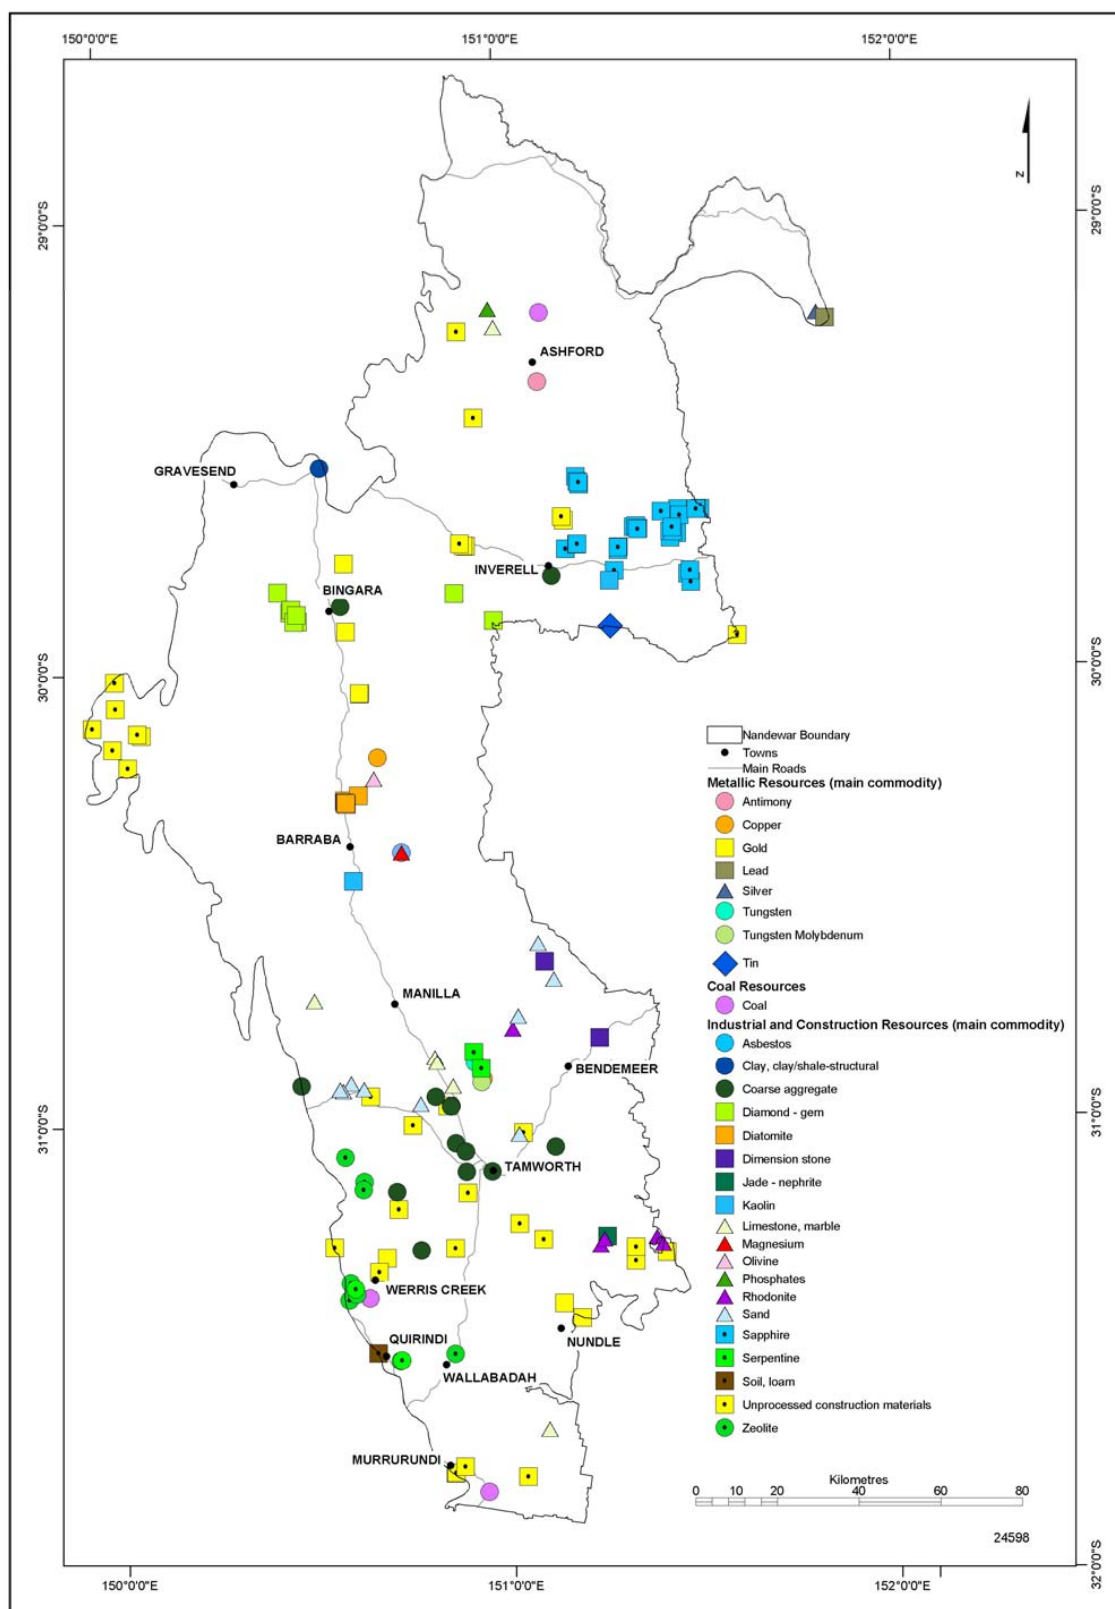 150°0'0"E
151°0'0"E
152°0'0"E
29°0'0"S
29°0'0"S
z
ASHFORD
GRAVESEND
INVERELL
BINGARA
30°0'0"S
30°0'0"S
BARRABA
MANILLA
BENDEMEER
31°0'0"S
31°0'0"S
TAMWORTH
WERRIS CREEK
QUIRINDI
NUNDLE
WALLABADAH
MURRURUNDI
Nandewar Boundary
Towns
Main Roads
Metallic Resources (main commodity)
Antimony
Copper
Gold
Lead
Silver
Tungsten
Tungsten Molybdenum
Tin
Coal Resources
Coal
Industrial and Construction Resources (main commodity)
Asbestos
Clay, clay/shale-structural
Coarse aggregate
Diamond - gem
Diatomite
Dimension stone
Jade - nephrite
Kaolin
Limestone, marble
Magnesium
Olivine
Phosphates
Rhodonite
Sand
Sapphire
Serpentine
Soil, loam
Unprocessed construction materials
Zeolite
Kilometres
0 10 20 40 60 80
24598
32°0'0"S
150°0'0"E
151°0'0"E
152°0'0"E